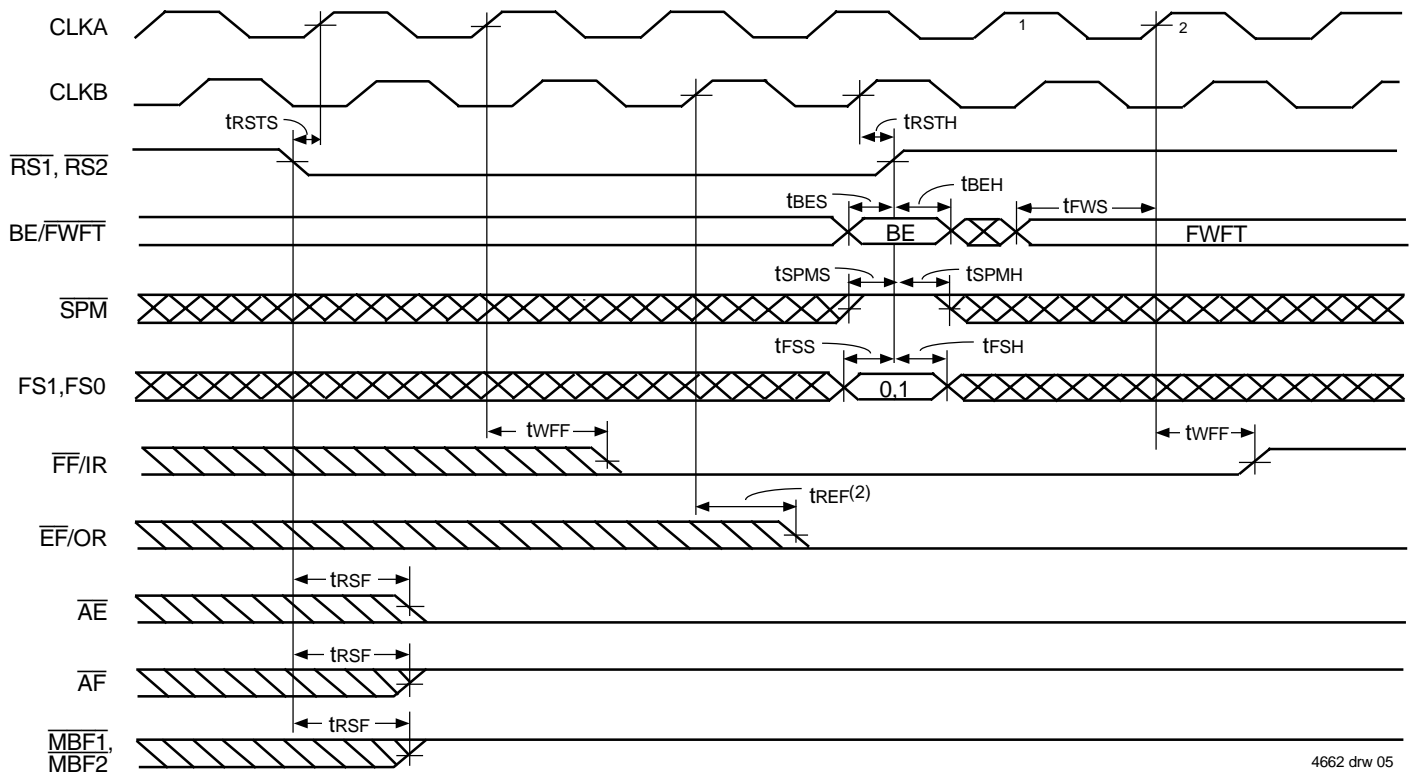 CLKA
1
2
CLKB
tRSTS
tRSTH
RS1, RS2
tBES
tBEH
tFWS
BE/FWFT
BE
FWFT
tSPMS
tSPMH
SPM
tFSS
tFSH
FS1,FS0
0,1
tWFF
tWFF
FF/IR
tREF(2)
EF/OR
tRSF
AE
tRSF
AF
tRSF
MBF1,
MBF2
4662 drw 05